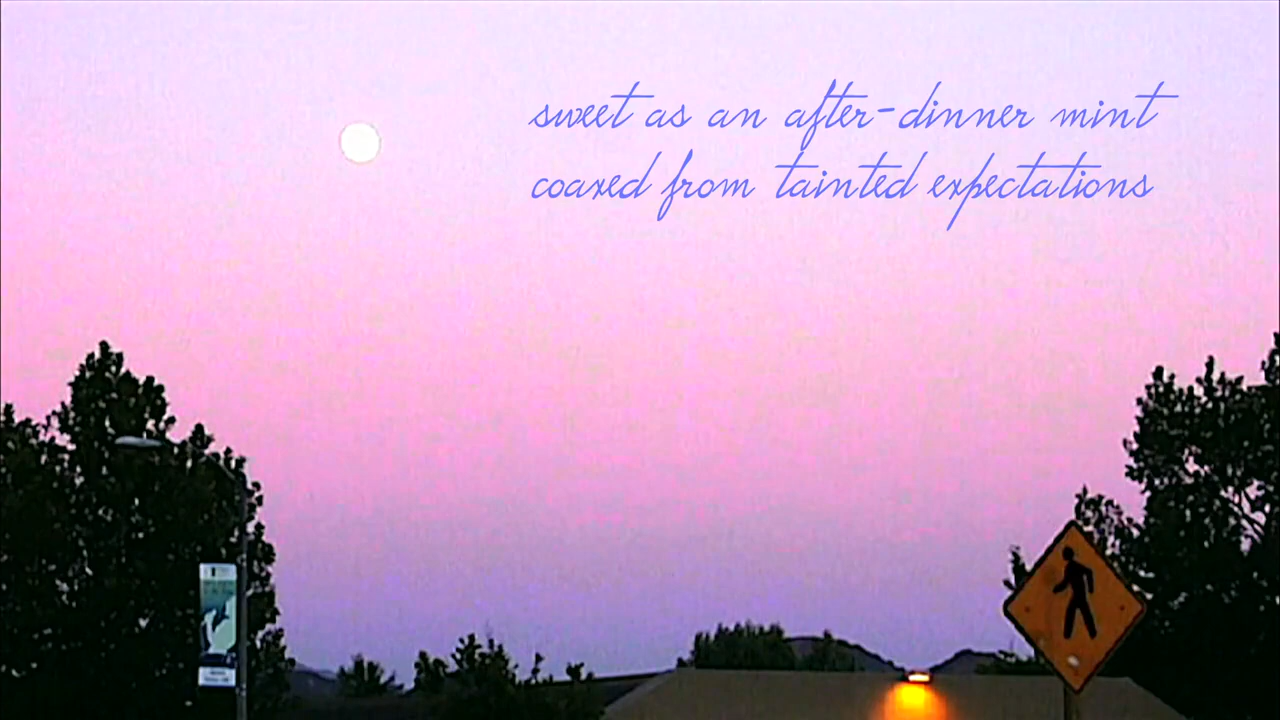 sweet as an after-dinner mint
coaxed from tainted expectations